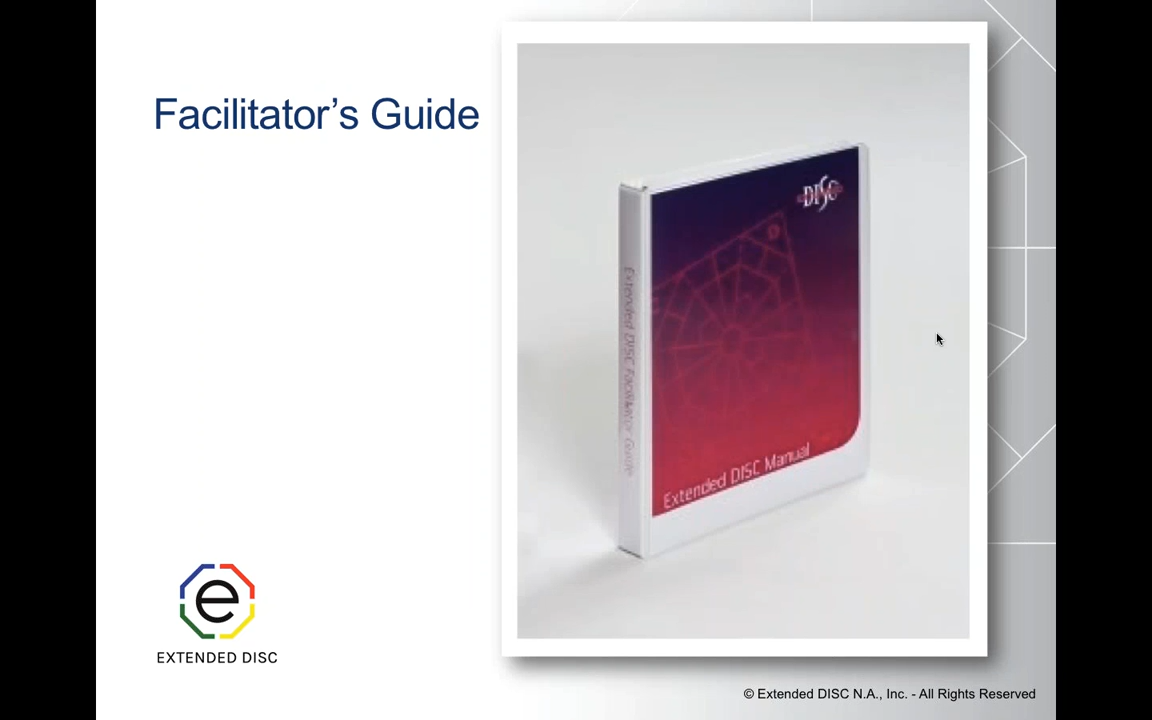 Facilitator's Guide
DISC
Extended DISC Facilitator Guide
Extended DISC Manual
e
EXTENDED DISC
© Extended DISC N.A., Inc. - All Rights Reserved